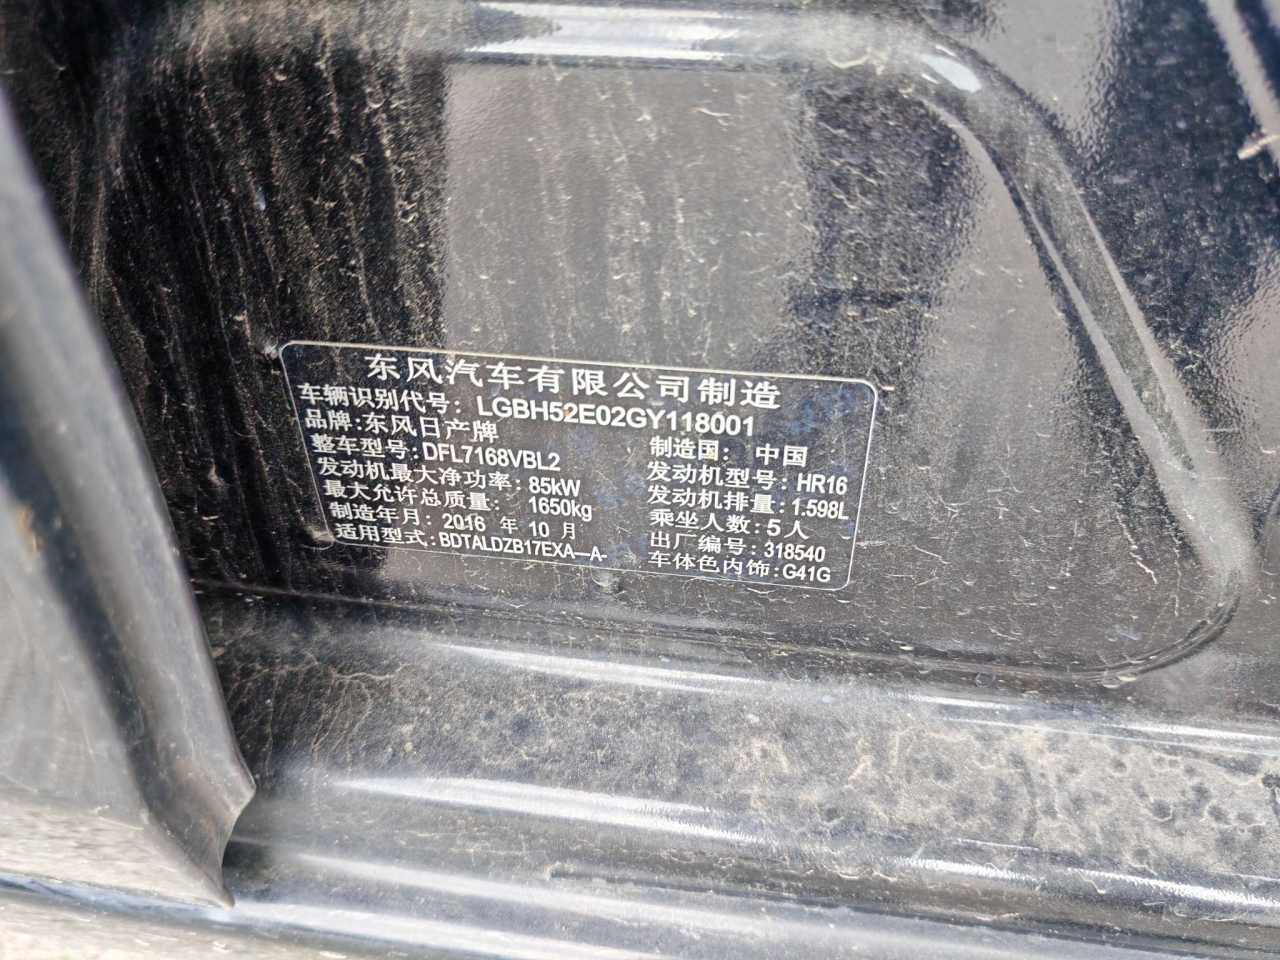 东风汽车有限公司制造
车辆识别代号：LGBH52E02GY118001
品牌：东风日产牌 制造国： 中国
整车型号：DFL7168VBL2 发动机型号：HR16
发动机最大净功率：85kW 发动机排量：1.598L
最大允许总质量： 1650kg 乘坐人数：5人
制造年月：2016 年 10 月 出厂编号：318540
适用型式：BDTALDZB17EXA—A- 车体色内饰：G41G